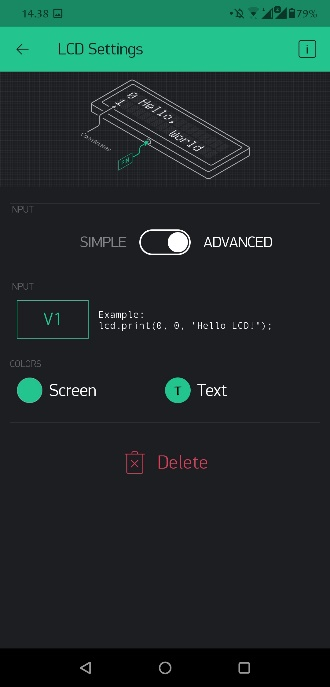 14.38
79%
LCD Settings
i
0 Hello,
1 World
INPUT
SIMPLE
ADVANCED
INPUT
V1
Example:
lcd.print(0, 0, "Hello LCD!");
COLORS
Screen
T
Text
Delete